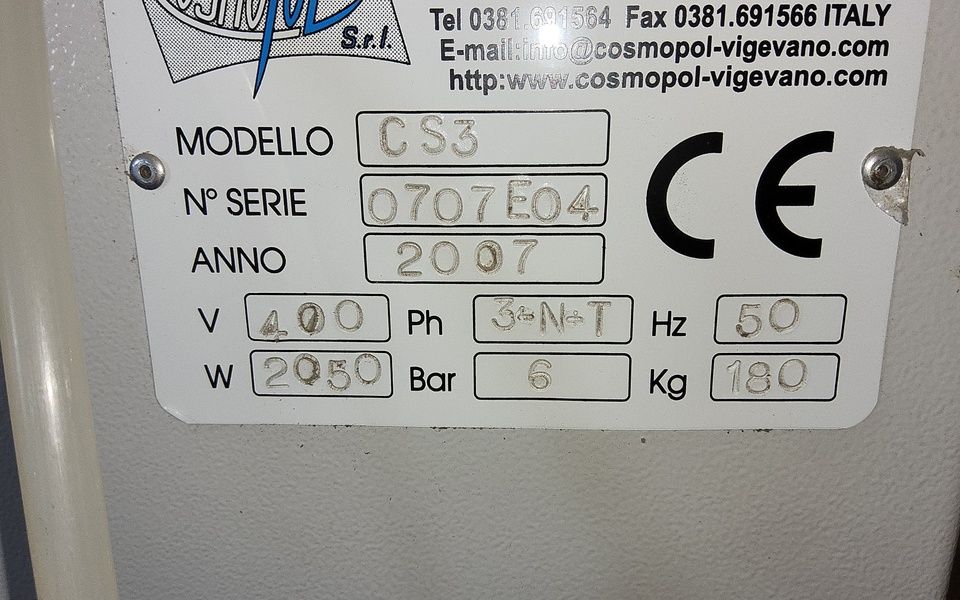 COSMOPOL
S.r.l.
Tel 0381.691564 Fax 0381.691566 ITALY
E-mail:info@cosmopol-vigevano.com
http:www.cosmopol-vigevano.com
MODELLO CS3
N° SERIE 0707E04
ANNO 2007
CE
V 400 Ph 3÷N÷T Hz 50
W 2050 Bar 6 Kg 180